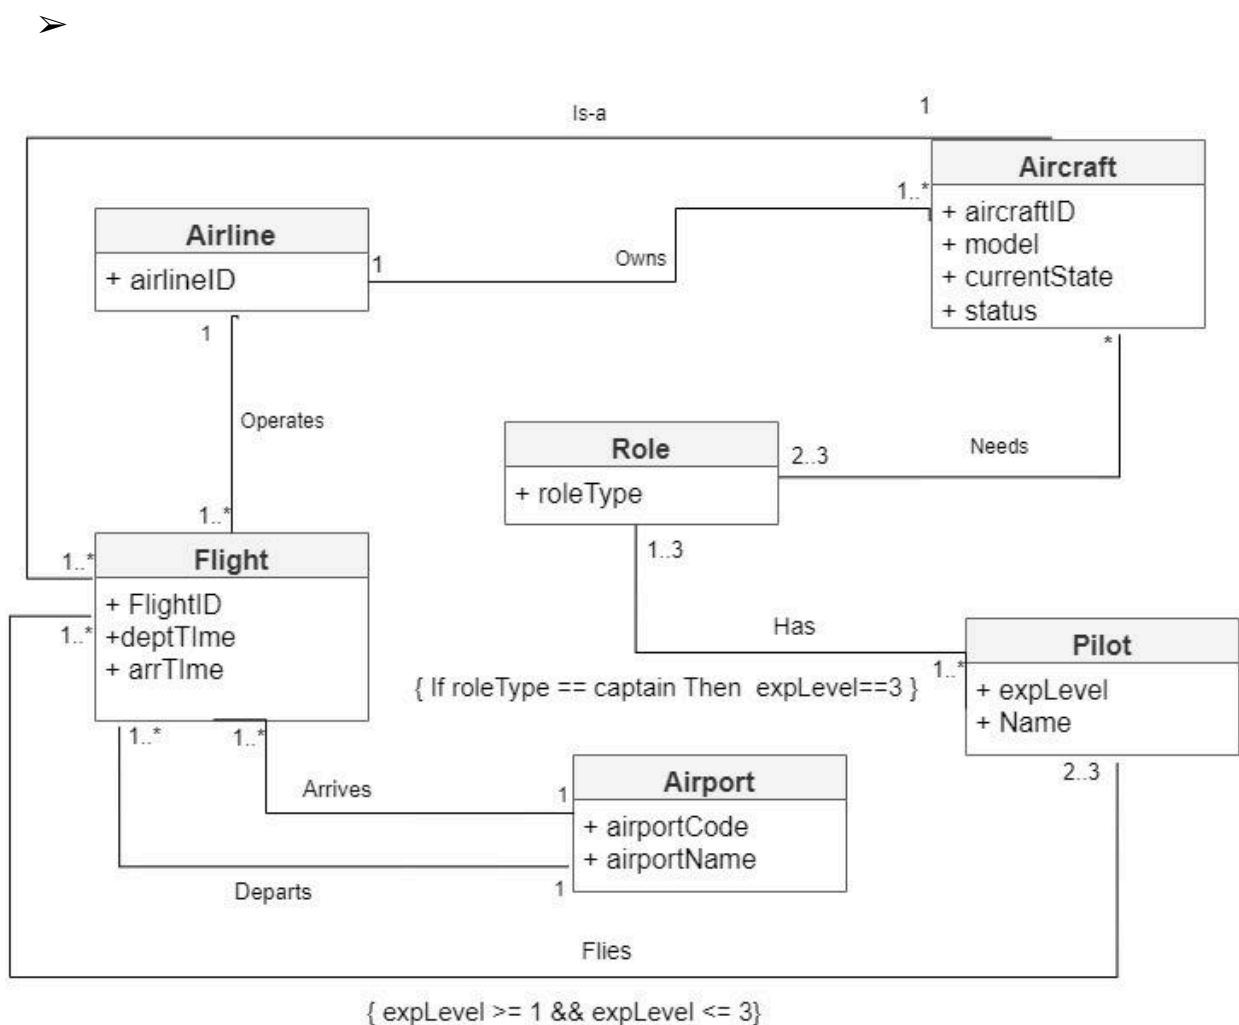 ➢
Is-a
1
Aircraft
1..*
+ aircraftID
+ model
+ currentState
+ status
*
Airline
+ airlineID
1
Owns
1
Operates
1..*
Role
+ roleType
2..3
Needs
1..3
1..*
Flight
+ FlightID
+deptTIme
+ arrTIme
1..*
1..*
1..*
Has
{ If roleType == captain Then  expLevel==3 }
1..*
Pilot
+ expLevel
+ Name
2..3
Arrives
1
Airport
+ airportCode
+ airportName
Departs
1
Flies
{ expLevel >= 1 && expLevel <= 3}